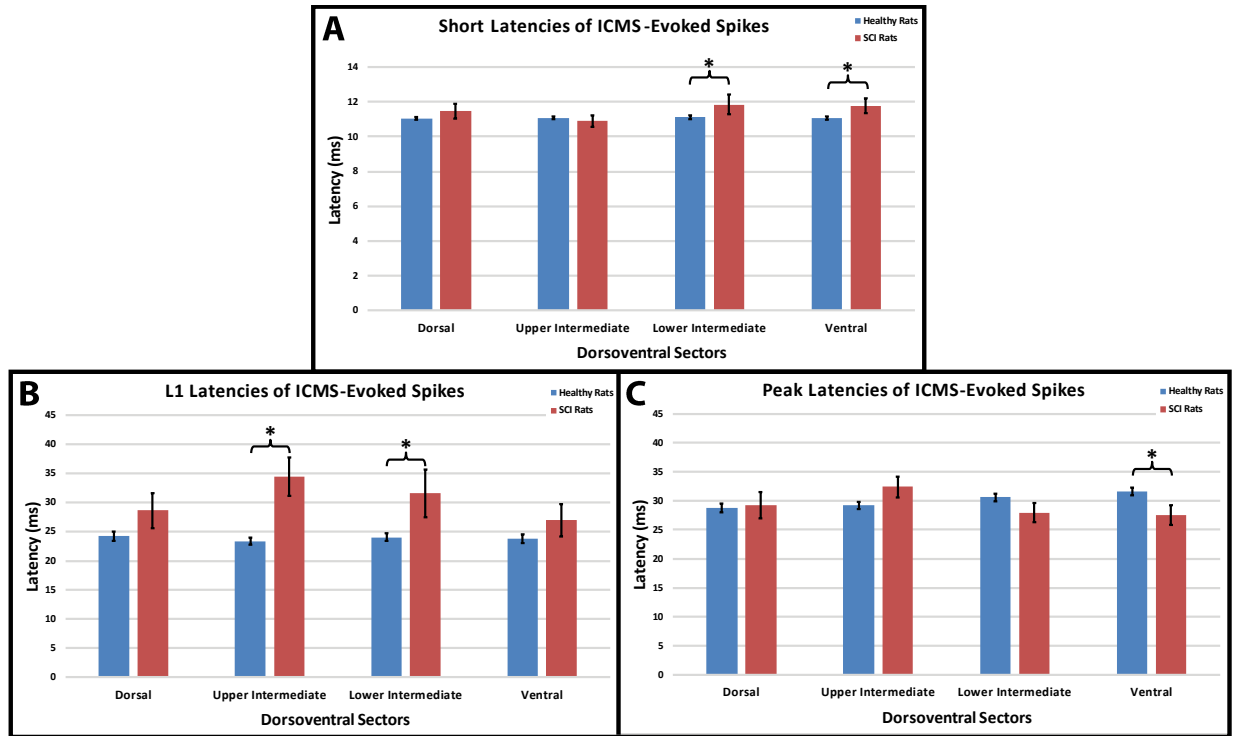 A
Short Latencies of ICMS-Evoked Spikes
Healthy Rats
SCI Rats
14
12
10
8
6
4
2
0
Latency (ms)
*
*
Dorsal
Upper Intermediate
Lower Intermediate
Ventral
Dorsoventral Sectors
B
L1 Latencies of ICMS-Evoked Spikes
Healthy Rats
SCI Rats
45
40
35
30
25
20
15
10
5
0
Latency (ms)
*
*
Dorsal
Upper Intermediate
Lower Intermediate
Ventral
Dorsoventral Sectors
C
Peak Latencies of ICMS-Evoked Spikes
Healthy Rats
SCI Rats
45
40
35
30
25
20
15
10
5
0
Latency (ms)
*
Dorsal
Upper Intermediate
Lower Intermediate
Ventral
Dorsoventral Sectors